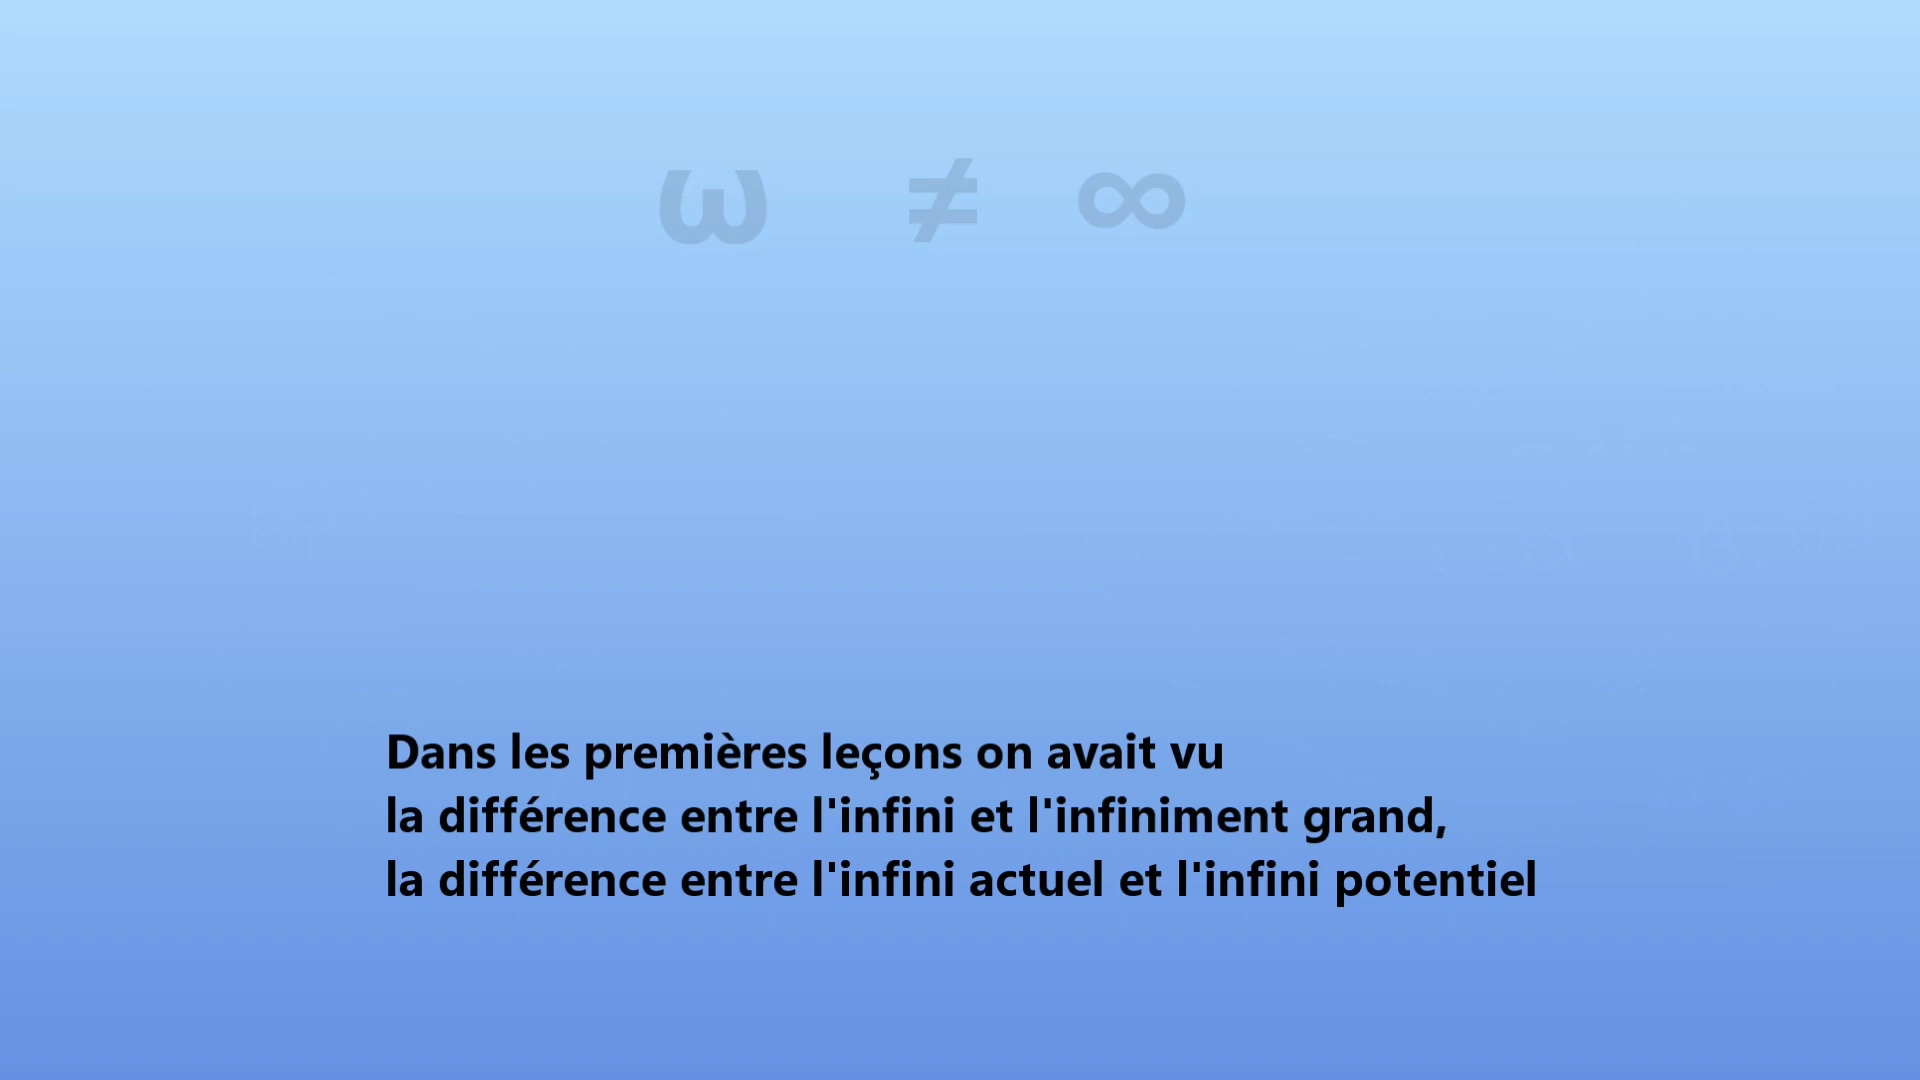 ω ≠ ∞
Dans les premières leçons on avait vu
la différence entre l'infini et l'infiniment grand,
la différence entre l'infini actuel et l'infini potentiel